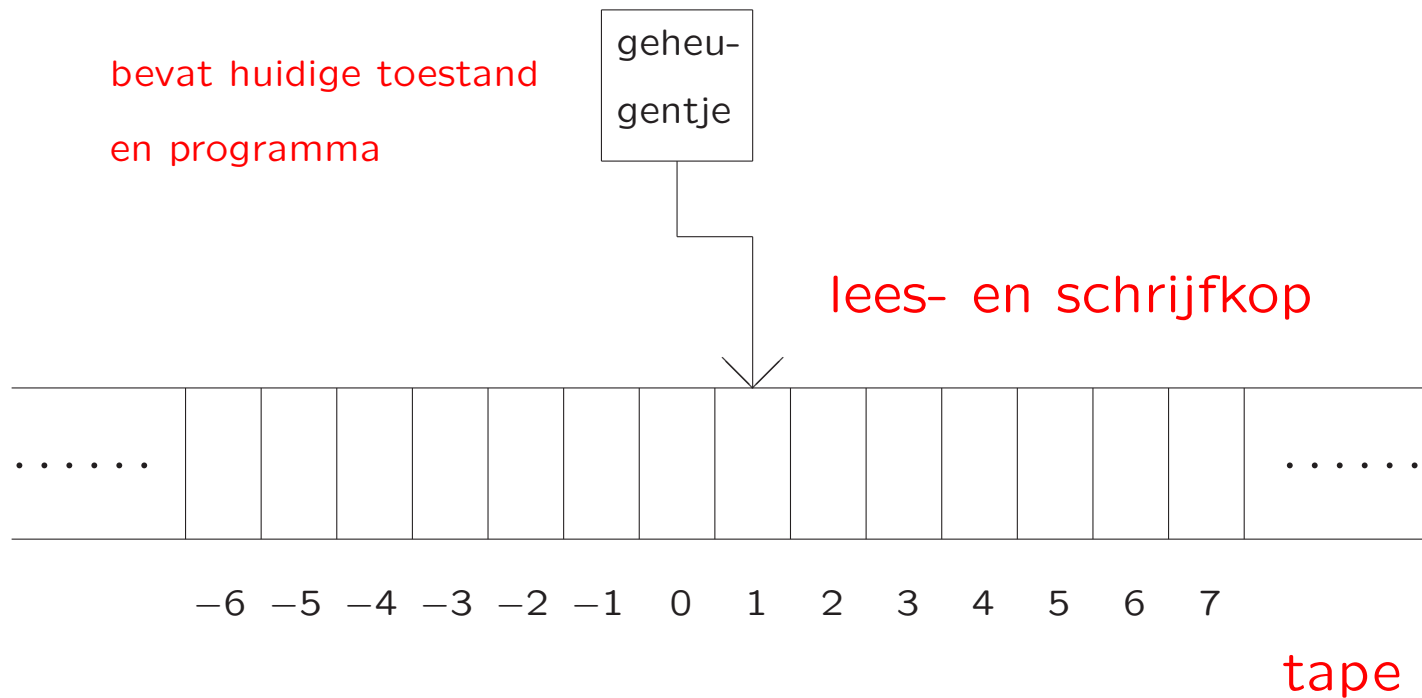 geheu-
gentje
bevat huidige toestand
en programma
lees- en schrijfkop
. . . . . . . . . . . .
−6 −5 −4 −3 −2 −1 0 1 2 3 4 5 6 7
tape